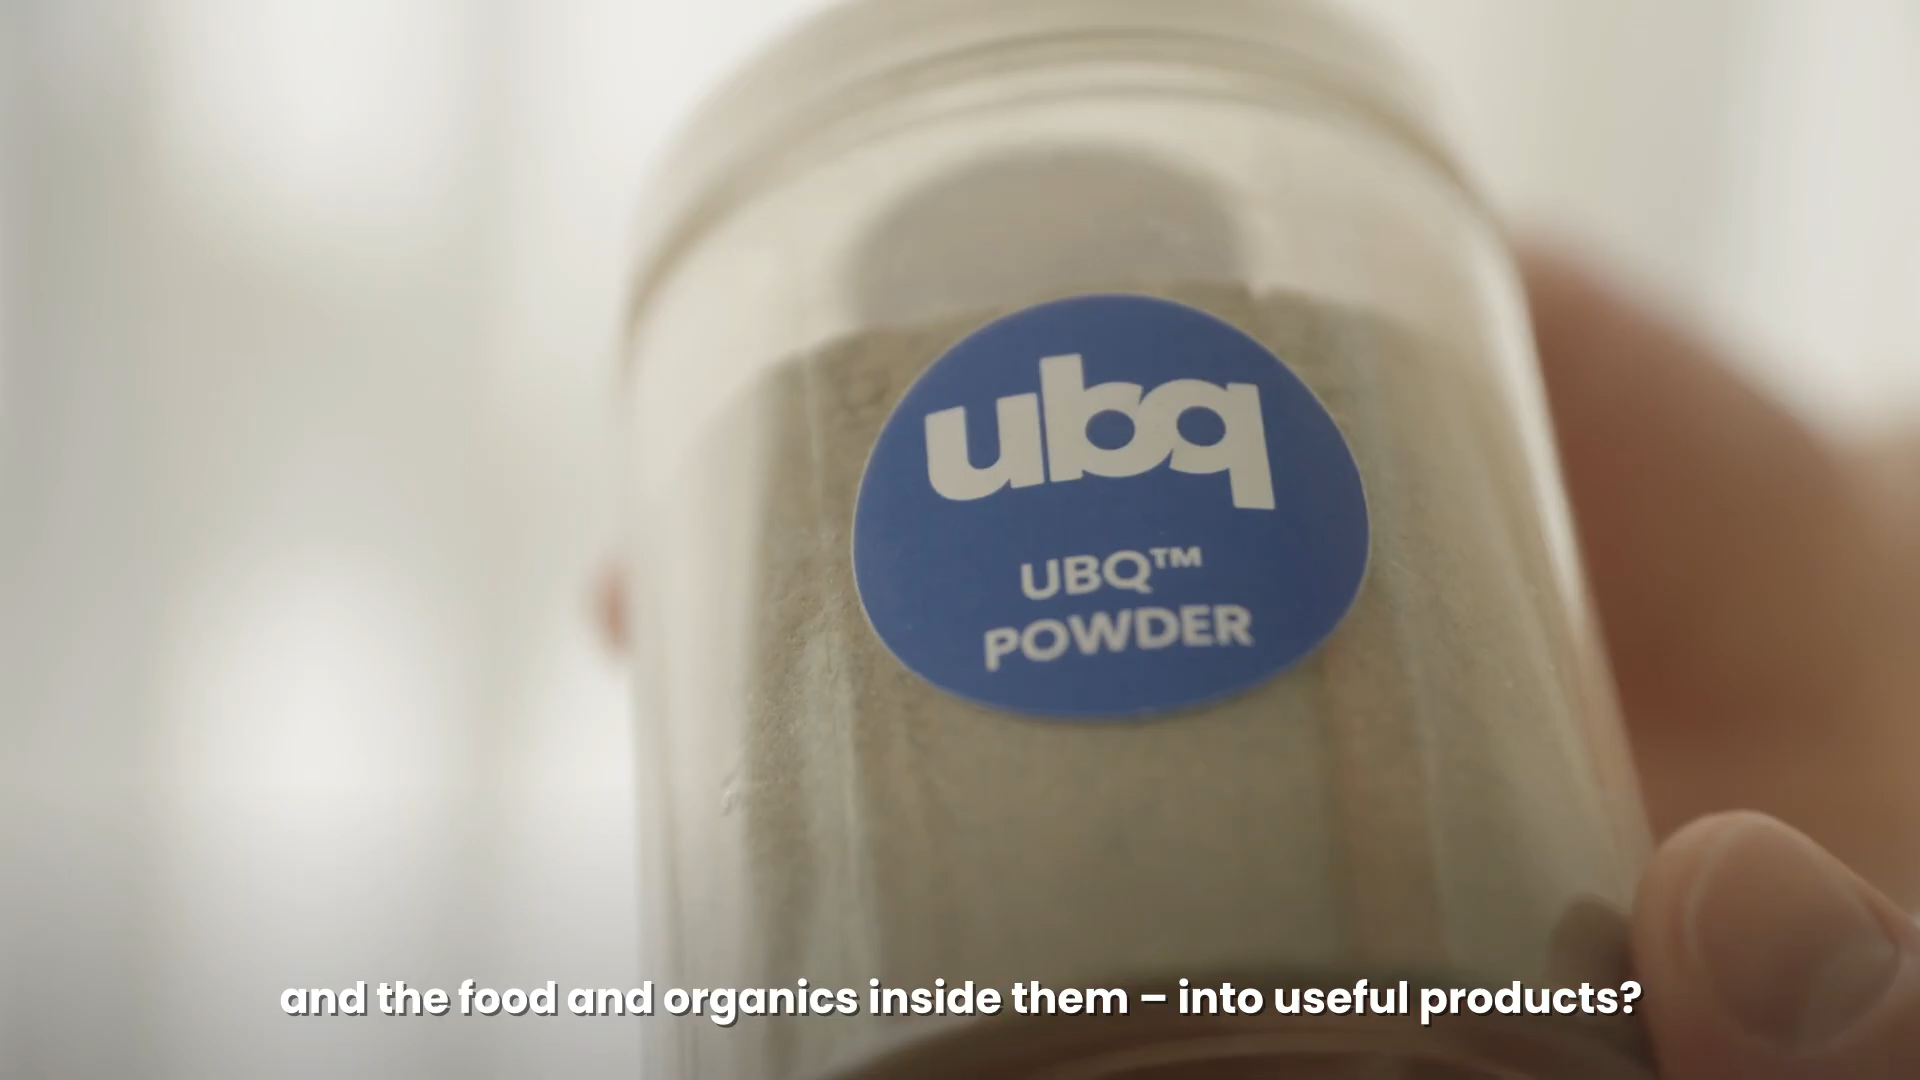 ubq
UBQ™
POWDER
and the food and organics inside them – into useful products?